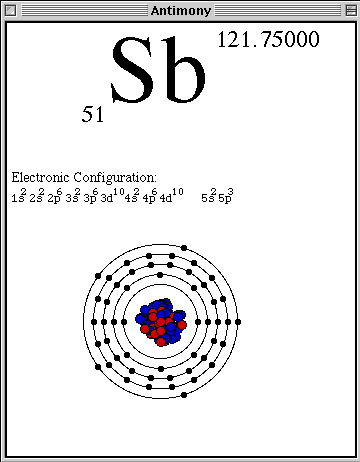 Antimony
Sb
121.75000
51
Electronic Configuration:
1s² 2s² 2p⁶ 3s² 3p⁶ 3d¹⁰ 4s² 4p⁶ 4d¹⁰ 5s² 5p³